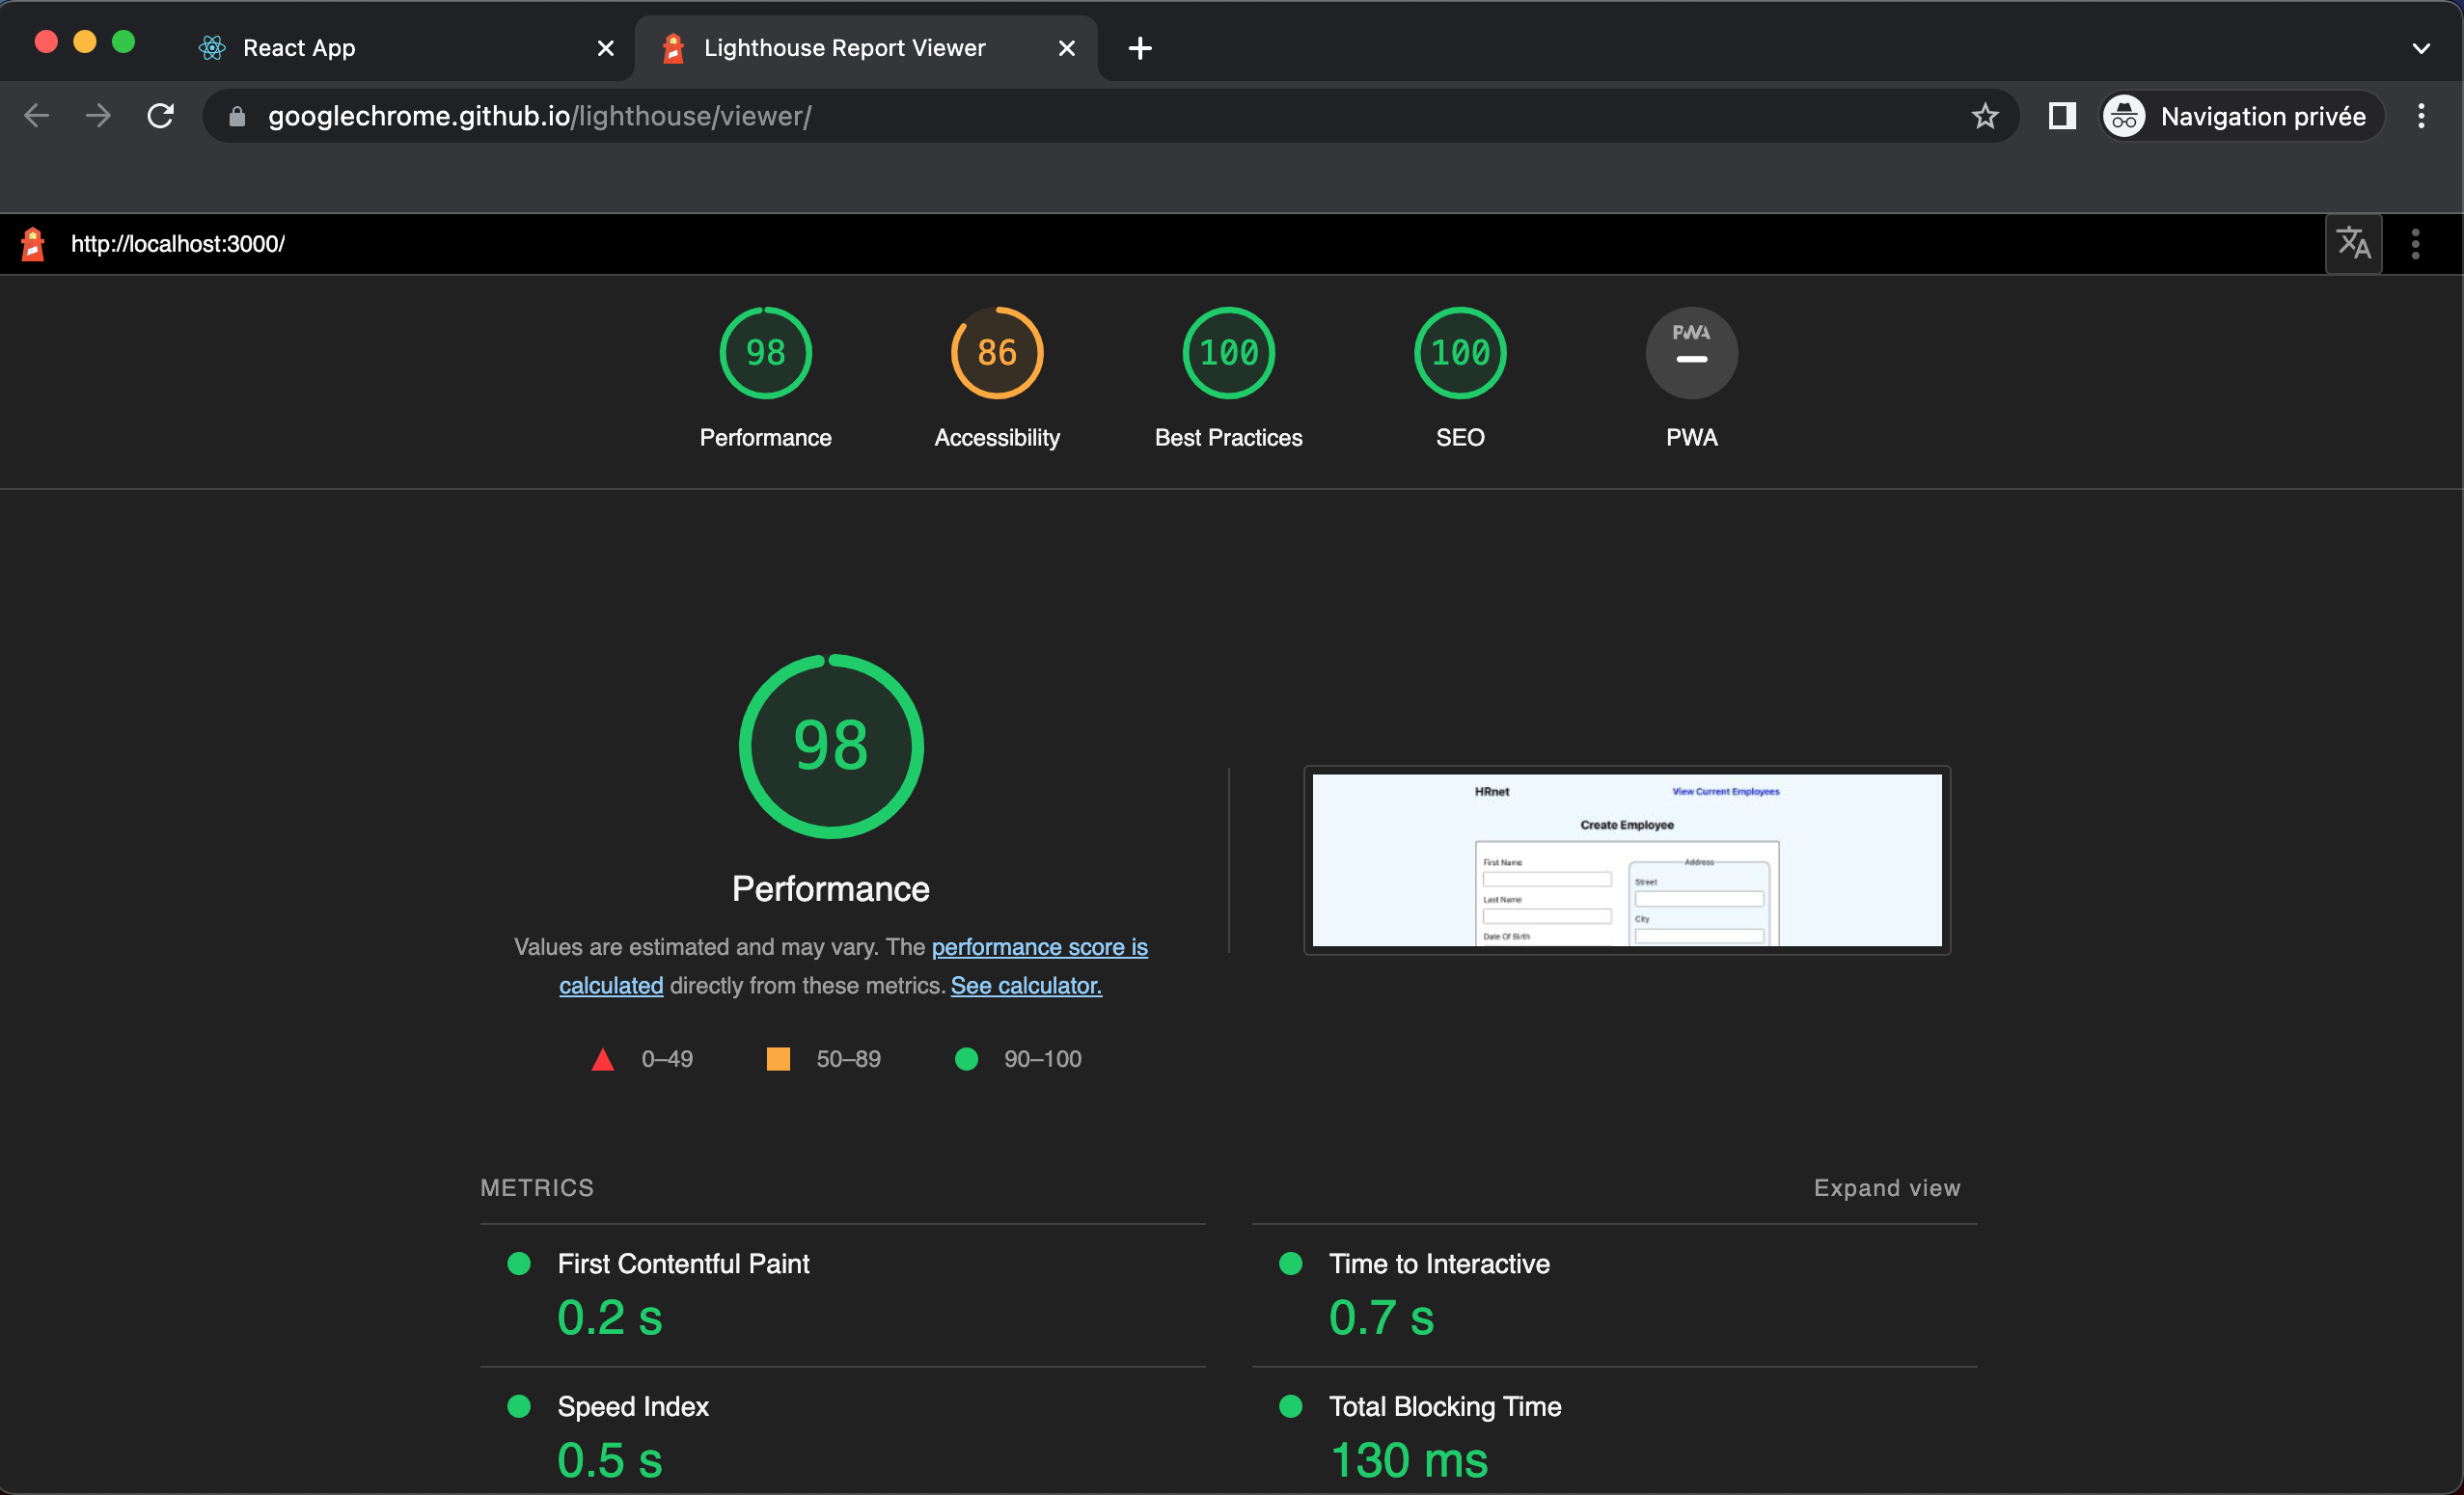 React App
Lighthouse Report Viewer
googlechrome.github.io/lighthouse/viewer/
Navigation privée
http://localhost:3000/
98
86
100
100
PWA
Performance
Accessibility
Best Practices
SEO
PWA
98
Performance
Values are estimated and may vary. The performance score is
calculated directly from these metrics. See calculator.
0–49
50–89
90–100
HRnet
View Current Employees
Create Employee
First Name
Last Name
Date Of Birth
Address
Street
City
METRICS
Expand view
First Contentful Paint
0.2 s
Time to Interactive
0.7 s
Speed Index
0.5 s
Total Blocking Time
130 ms